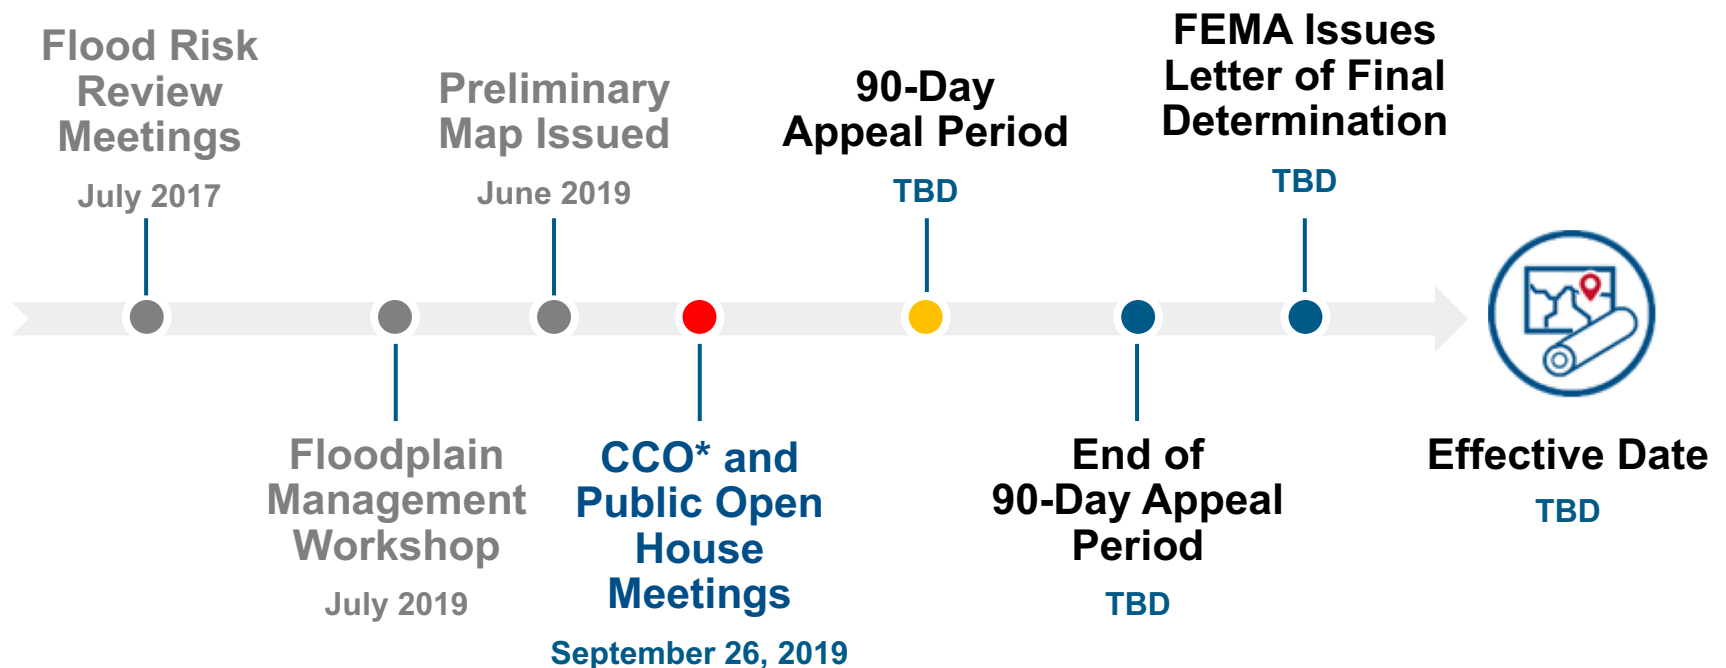 Flood Risk
Review
Meetings
July 2017
Floodplain
Management
Workshop
July 2019
Preliminary
Map Issued
June 2019
CCO* and
Public Open
House
Meetings
September 26, 2019
90-Day
Appeal Period
TBD
End of
90-Day Appeal
Period
TBD
FEMA Issues
Letter of Final
Determination
TBD
Effective Date
TBD